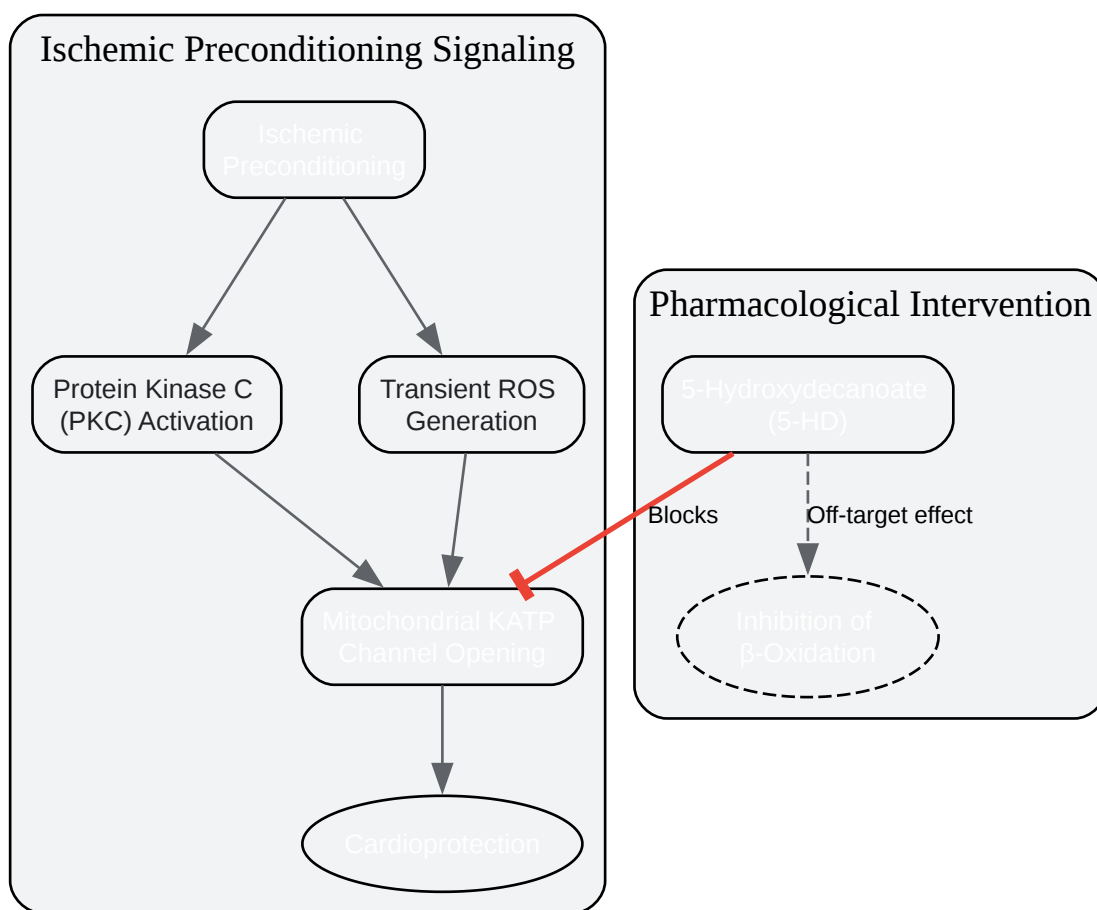 Ischemic Preconditioning Signaling
Ischemic
Preconditioning
Protein Kinase C
(PKC) Activation
Transient ROS
Generation
Mitochondrial KATP
Channel Opening
Cardioprotection
Pharmacological Intervention
5-Hydroxydecanoate
(5-HD)
Blocks
Off-target effect
Inhibition of
β-Oxidation